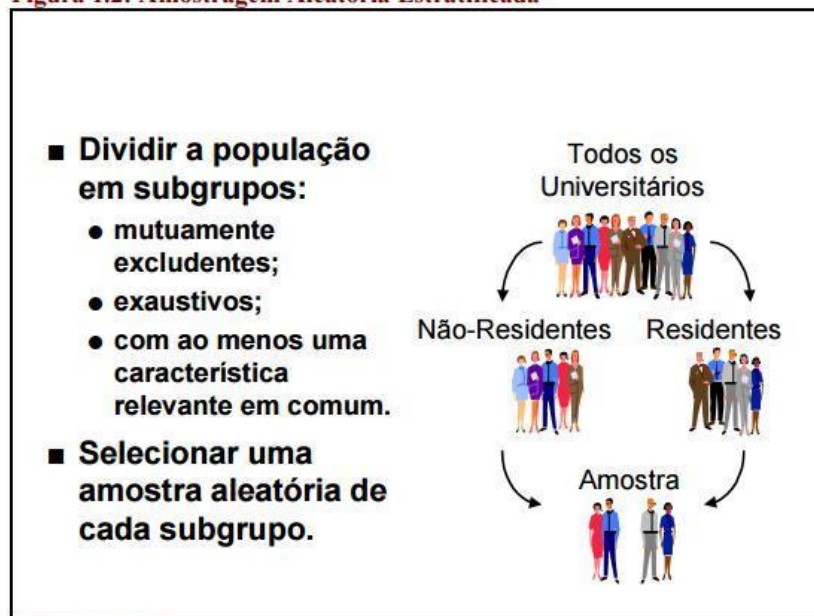 Figura 1.2: Amostragem Aleatória Estratificada
■ Dividir a população
em subgrupos:
● mutuamente
excludentes;
● exaustivos;
● com ao menos uma
característica
relevante em comum.
■ Selecionar uma
amostra aleatória de
cada subgrupo.
Todos os
Universitários
Não-Residentes
Residentes
Amostra